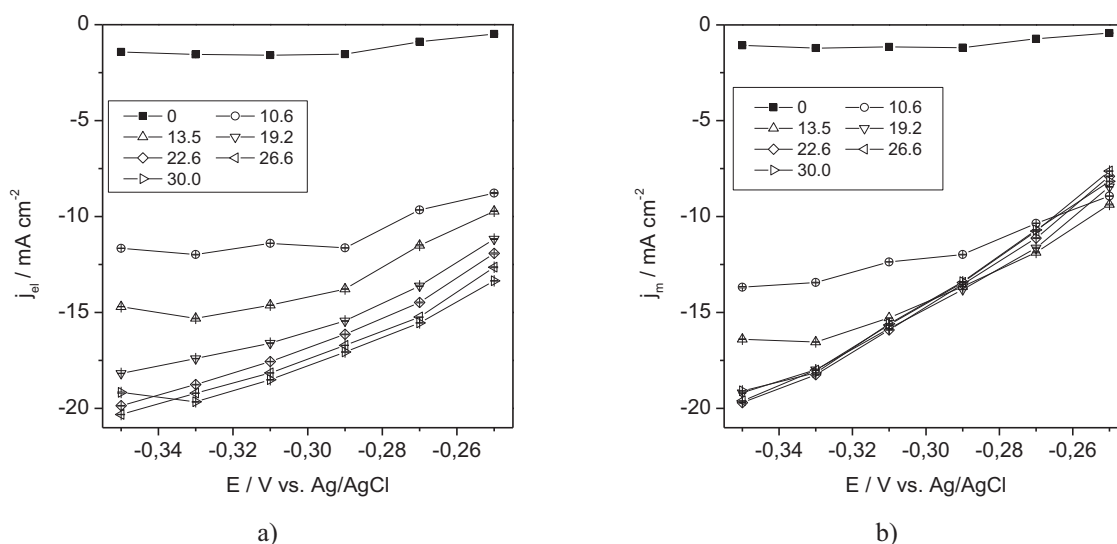 0
-5
-10
-15
-20
j_el / mA cm^-2
0 10.6
13.5 19.2
22.6 26.6
30.0
-0,34 -0,32 -0,30 -0,28 -0,26
E / V vs. Ag/AgCl
a)
0
-5
-10
-15
-20
j_m / mA cm^-2
0 10.6
13.5 19.2
22.6 26.6
30.0
-0,34 -0,32 -0,30 -0,28 -0,26
E / V vs. Ag/AgCl
b)